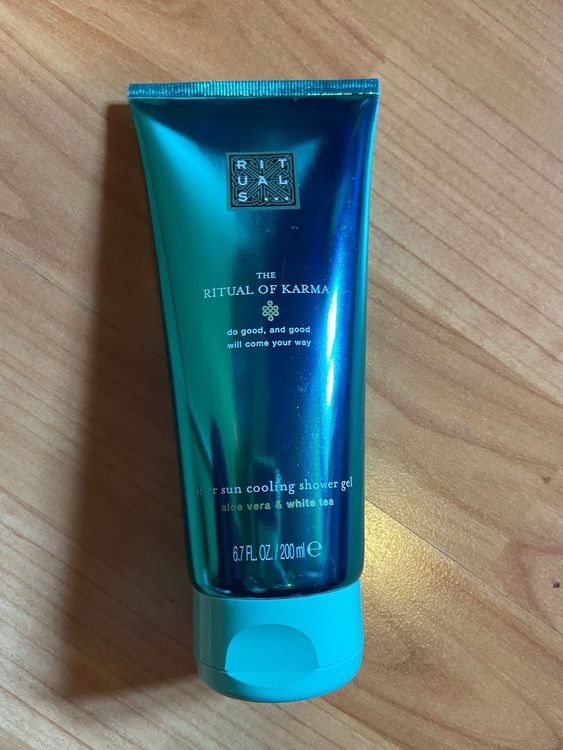 RIT
UAL
S...
THE
RITUAL OF KARMA
do good, and good
will come your way
sun cooling shower gel
aloe vera & white tea
6.7 FL. OZ. / 200 ml ℮